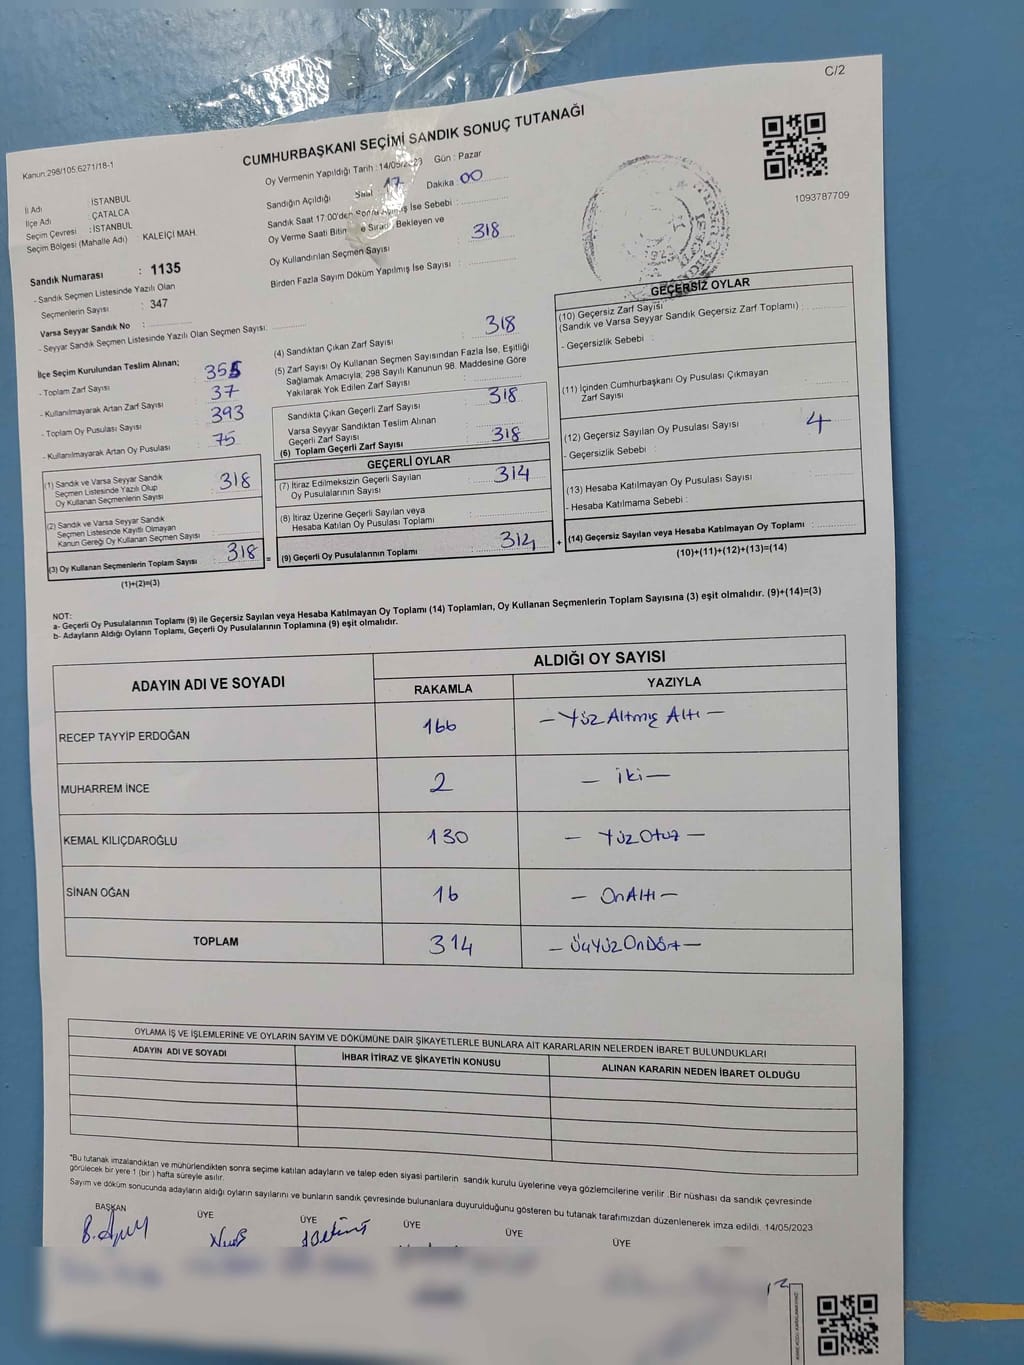 C/2
Kanun:298/105.6271/18-1
CUMHURBAŞKANI SEÇİMİ SANDIK SONUÇ TUTANAĞI
1093787709
İl Adı : İSTANBUL
İlçe Adı : ÇATALCA
Seçim Çevresi : İSTANBUL
Seçim Bölgesi (Mahalle Adı) KALEİÇİ MAH.
Oy Vermenin Yapıldığı Tarih : 14/05/2023 Gün : Pazar
Sandığın Açıldığı Saat 17 Dakika : 00
Sandık Saat 17:00'den Sonra Açılmış İse Sebebi :
Oy Verme Saati Bitiminde Sırada Bekleyen ve
Oy Kullandırılan Seçmen Sayısı : 318
Birden Fazla Sayım Döküm Yapılmış İse Sayısı :
Sandık Numarası : 1135
- Sandık Seçmen Listesinde Yazılı Olan
Seçmenlerin Sayısı : 347
Varsa Seyyar Sandık No :
- Seyyar Sandık Seçmen Listesinde Yazılı Olan Seçmen Sayısı:
İlçe Seçim Kurulundan Teslim Alınan;
- Toplam Zarf Sayısı : 355
- Kullanılmayarak Artan Zarf Sayısı : 37
- Toplam Oy Pusulası Sayısı : 393
- Kullanılmayarak Artan Oy Pusulası : 75
(1) Sandık ve Varsa Seyyar Sandık
Seçmen Listesinde Yazılı Olup
Oy Kullanan Seçmenlerin Sayısı : 318
(2) Sandık ve Varsa Seyyar Sandık
Seçmen Listesinde Kayıtlı Olmayan
Kanun Gereği Oy Kullanan Seçmen Sayısı :
(3) Oy Kullanan Seçmenlerin Toplam Sayısı : 318 =
(1)+(2)=(3)
(4) Sandıktan Çıkan Zarf Sayısı : 318
(5) Zarf Sayısı Oy Kullanan Seçmen Sayısından Fazla İse, Eşitliği
Sağlamak Amacıyla; 298 Sayılı Kanunun 98. Maddesine Göre
Yakılarak Yok Edilen Zarf Sayısı :
Sandıkta Çıkan Geçerli Zarf Sayısı : 318
Varsa Seyyar Sandıktan Teslim Alınan
Geçerli Zarf Sayısı :
(6) Toplam Geçerli Zarf Sayısı : 318
GEÇERLİ OYLAR
(7) İtiraz Edilmeksizin Geçerli Sayılan
Oy Pusulalarının Sayısı : 314
(8) İtiraz Üzerine Geçerli Sayılan veya
Hesaba Katılan Oy Pusulası Toplamı :
(9) Geçerli Oy Pusulalarının Toplamı : 314 +
GEÇERSİZ OYLAR
(10) Geçersiz Zarf Sayısı
(Sandık ve Varsa Seyyar Sandık Geçersiz Zarf Toplamı) :
- Geçersizlik Sebebi :
(11) İçinden Cumhurbaşkanı Oy Pusulası Çıkmayan
Zarf Sayısı :
(12) Geçersiz Sayılan Oy Pusulası Sayısı : 4
- Geçersizlik Sebebi :
(13) Hesaba Katılmayan Oy Pusulası Sayısı :
- Hesaba Katılmama Sebebi :
(14) Geçersiz Sayılan veya Hesaba Katılmayan Oy Toplamı :
(10)+(11)+(12)+(13)=(14)
NOT:
a- Geçerli Oy Pusulalarının Toplamı (9) ile Geçersiz Sayılan veya Hesaba Katılmayan Oy Toplamı (14) Toplamları, Oy Kullanan Seçmenlerin Toplam Sayısına (3) eşit olmalıdır. (9)+(14)=(3)
b- Adayların Aldığı Oyların Toplamı, Geçerli Oy Pusulalarının Toplamına (9) eşit olmalıdır.
ADAYIN ADI VE SOYADI ALDIĞI OY SAYISI
RAKAMLA YAZIYLA
RECEP TAYYİP ERDOĞAN 166 - Yüz Altmış Altı -
MUHARREM İNCE 2 - iki -
KEMAL KILIÇDAROĞLU 130 - Yüz Otuz -
SİNAN OĞAN 16 - OnAltı -
TOPLAM 314 - ÜçYüzOnDört -
OYLAMA İŞ VE İŞLEMLERİNE VE OYLARIN SAYIM VE DÖKÜMÜNE DAİR ŞİKAYETLERLE BUNLARA AİT KARARLARIN NELERDEN İBARET BULUNDUKLARI
ADAYIN ADI VE SOYADI İHBAR İTİRAZ VE ŞİKAYETİN KONUSU ALINAN KARARIN NEDEN İBARET OLDUĞU
"Bu tutanak imzalandıktan ve mühürlendikten sonra seçime katılan adayların ve talep eden siyasi partilerin sandık kurulu üyelerine veya gözlemcilerine verilir. Bir nüshası da sandık çevresinde
görülecek bir yere 1 (bir) hafta süreyle asılır.
Sayım ve döküm sonucunda adayların aldığı oyların sayılarını ve bunların sandık çevresinde bulunanlara duyurulduğunu gösteren bu tutanak tarafımızdan düzenlenerek imza edildi. 14/05/2023
BAŞKAN ÜYE ÜYE ÜYE ÜYE ÜYE